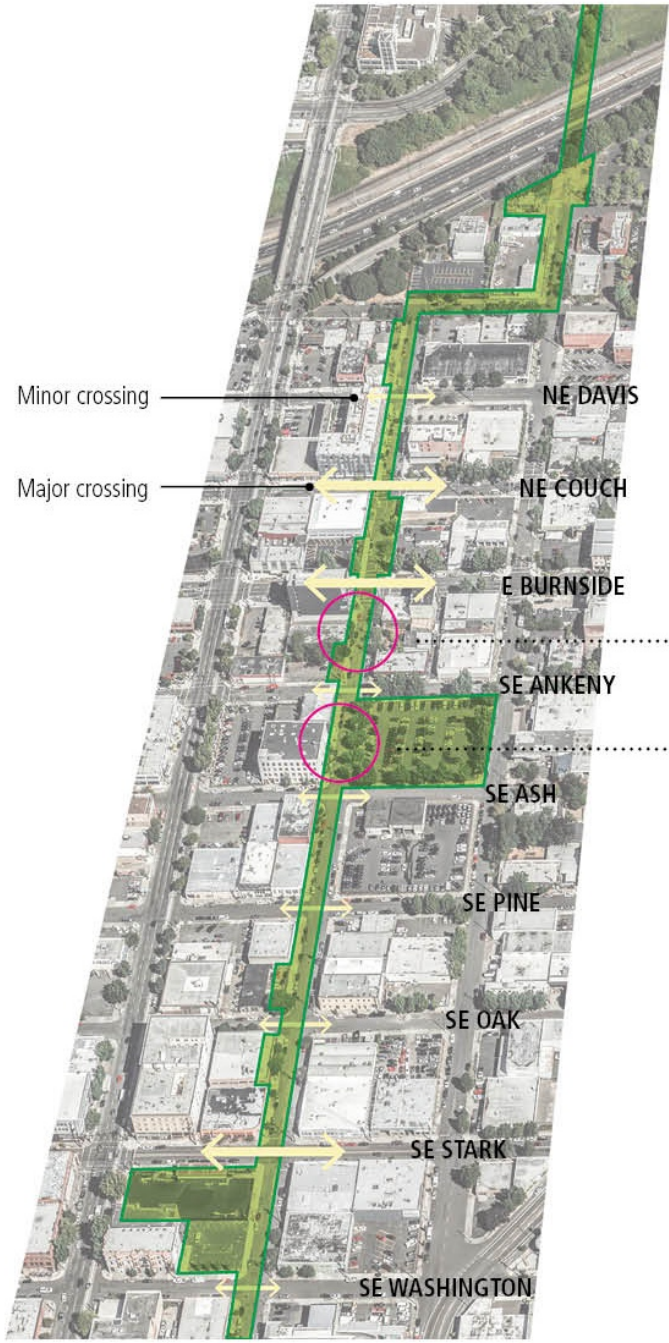 Minor crossing
NE DAVIS
Major crossing
NE COUCH
E BURNSIDE
SE ANKENY
SE ASH
SE PINE
SE OAK
SE STARK
SE WASHINGTON